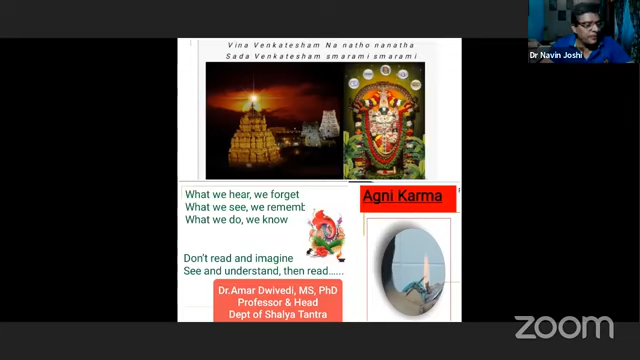 Vina Venkatesham Na natho nanatha
Sada Venkatesham smarami smarami
Dr Navin Joshi
What we hear, we forget
What we see, we rememb
What we do, we know
Don't read and imagine
See and understand, then read.....
Agni Karma
Dr.Amar Dwivedi, MS, PhD
Professor & Head
Dept of Shalya Tantra
zoom